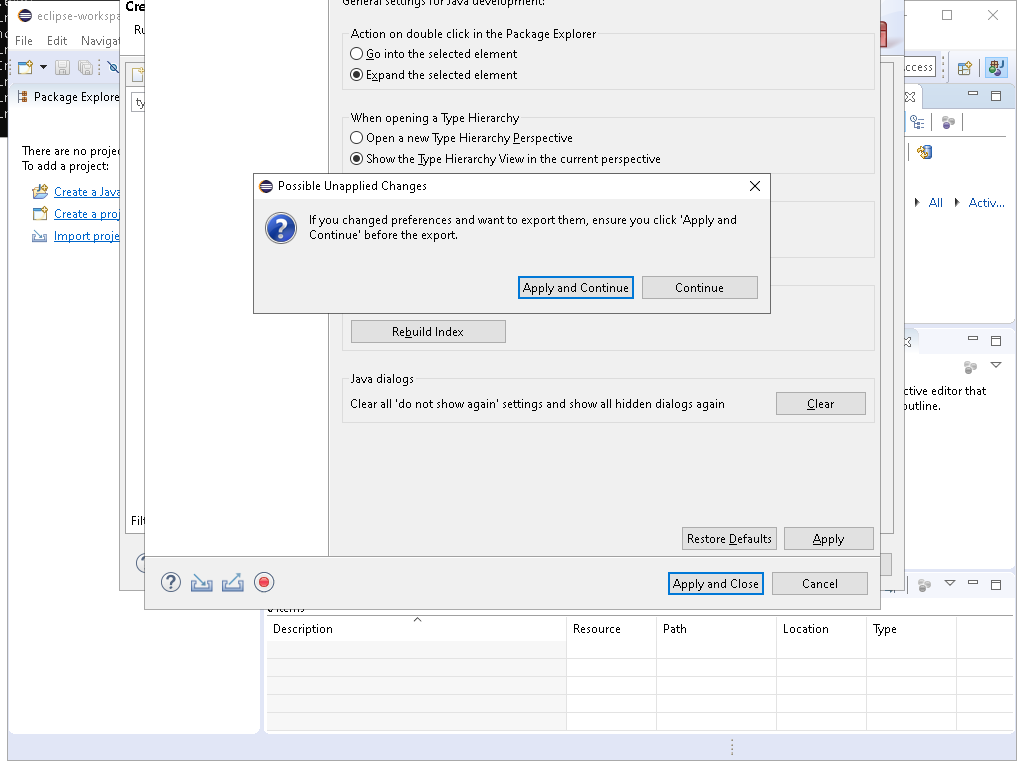 eclipse-workspa
Cre
General settings for Java development:
File Edit Navigat
Ru
Action on double click in the Package Explorer
Go into the selected element
Expand the selected element
ccess
Package Explore
ty
When opening a Type Hierarchy
Open a new Type Hierarchy Perspective
Show the Type Hierarchy View in the current perspective
There are no projec
To add a project:
Create a Java
Create a proj
Import proje
Possible Unapplied Changes
If you changed preferences and want to export them, ensure you click 'Apply and
Continue' before the export.
Apply and Continue
Continue
All
Activ...
Rebuild Index
Java dialogs
Clear all 'do not show again' settings and show all hidden dialogs again
Clear
ctive editor that
outline.
Filt
Restore Defaults
Apply
Apply and Close
Cancel
Description Resource Path Location Type